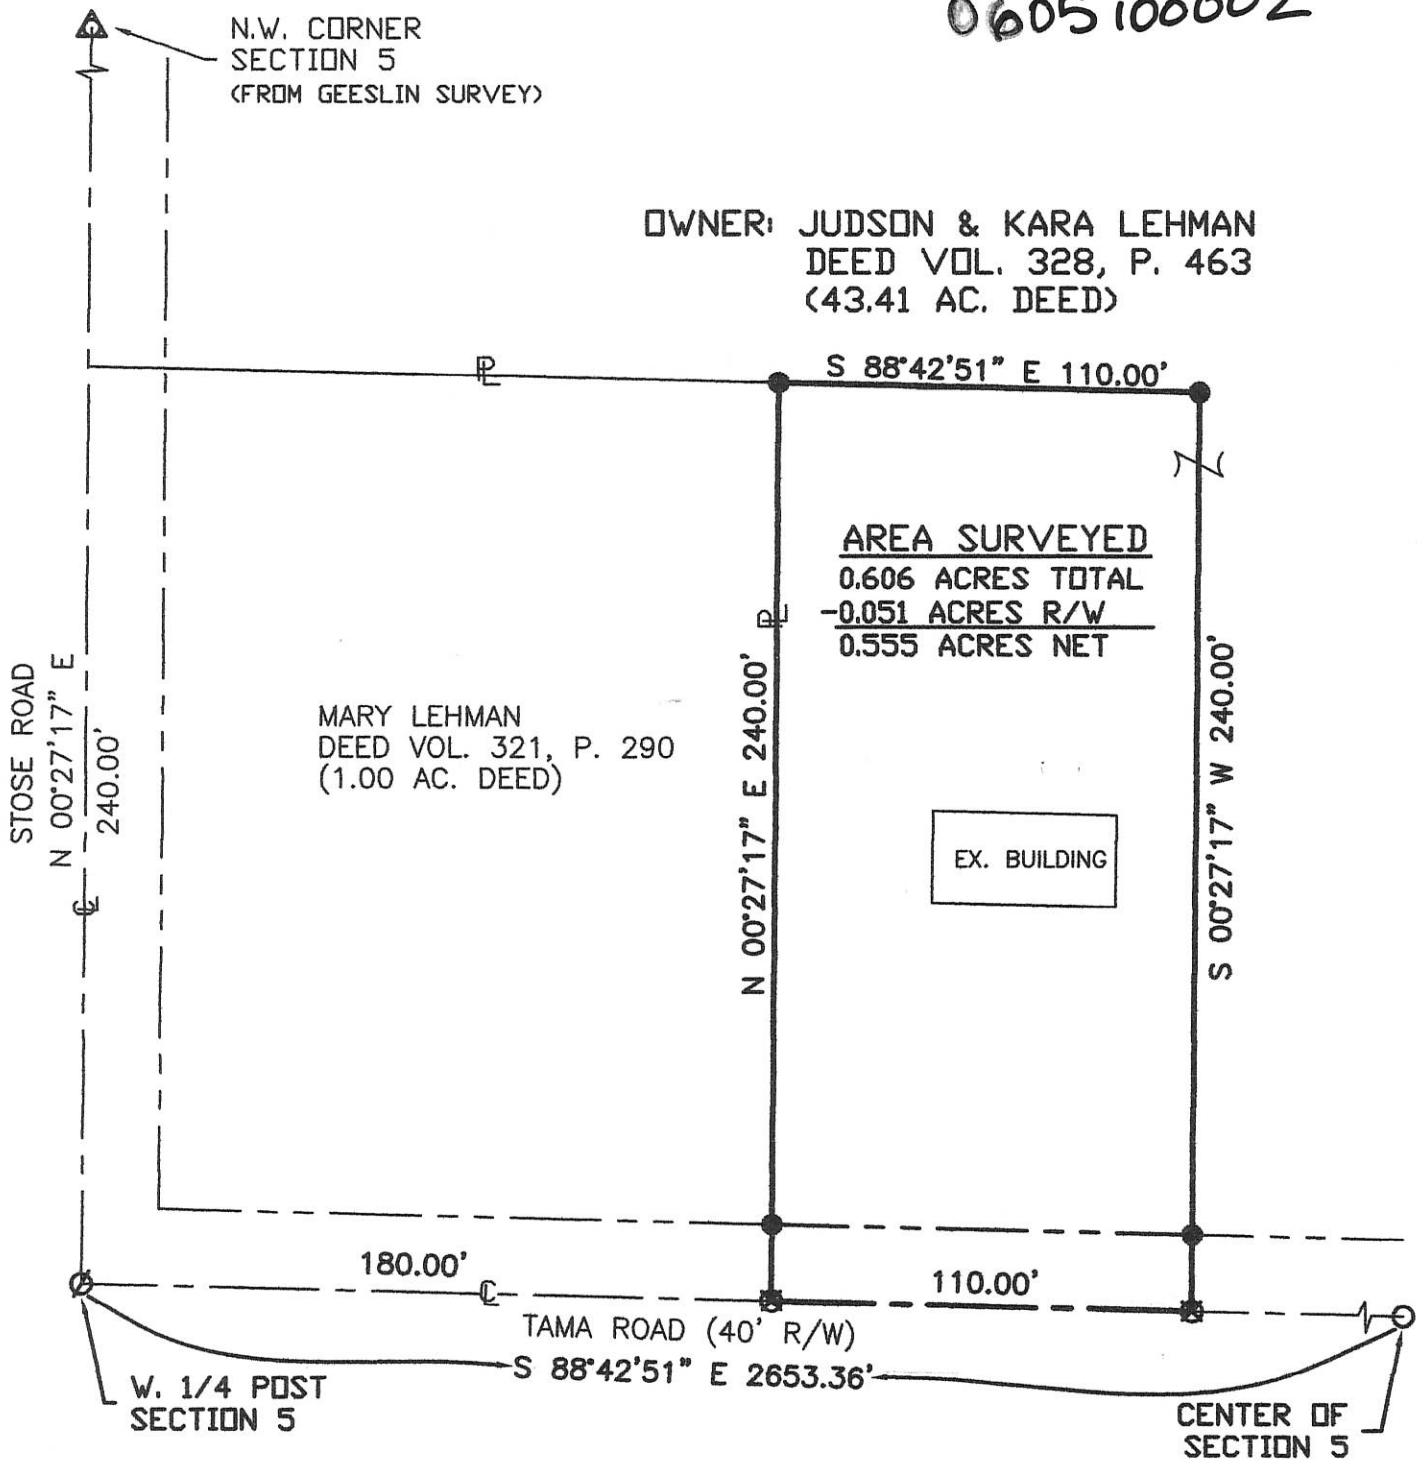 0605100002
N.W. CORNER
SECTION 5
(FROM GEESLIN SURVEY)
OWNER: JUDSON & KARA LEHMAN
DEED VOL. 328, P. 463
(43.41 AC. DEED)
PL
S 88°42'51" E 110.00'
AREA SURVEYED
0.606 ACRES TOTAL
-0.051 ACRES R/W
0.555 ACRES NET
PL
N 00°27'17" E 240.00'
S 00°27'17" W 240.00'
STOSE ROAD
N 00°27'17" E
240.00'
CL
MARY LEHMAN
DEED VOL. 321, P. 290
(1.00 AC. DEED)
EX. BUILDING
180.00'
CL
110.00'
TAMA ROAD (40' R/W)
S 88°42'51" E 2653.36'
W. 1/4 POST
SECTION 5
CENTER OF
SECTION 5